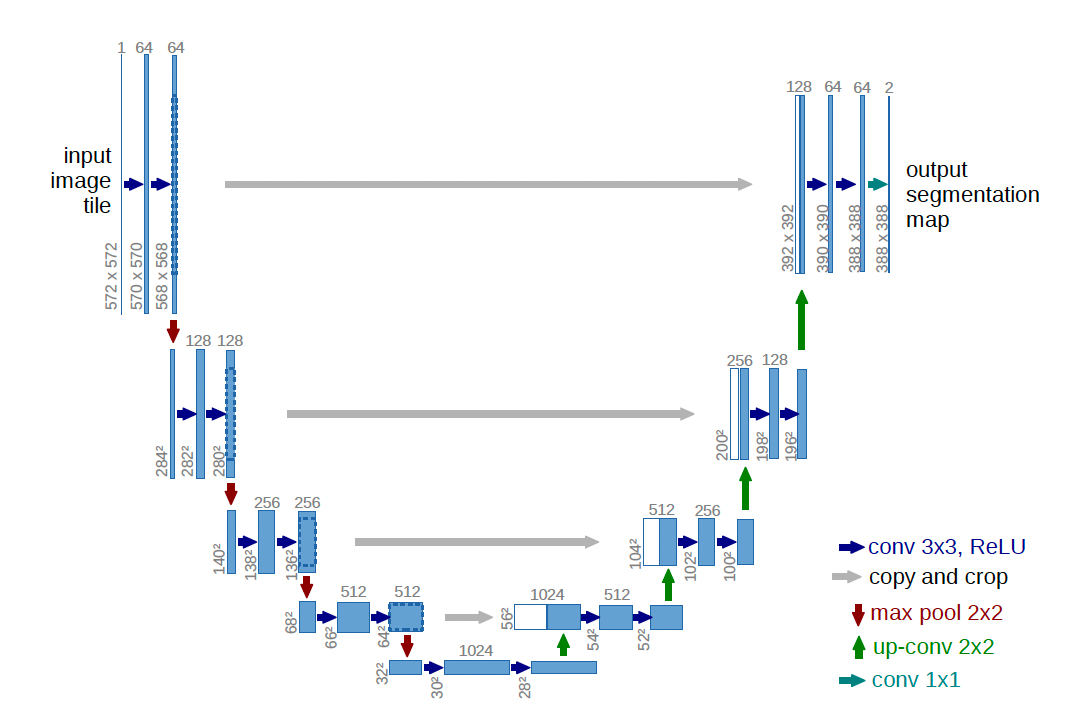 1 64 64
128
64 64 2
input
image
tile
output
segmentation
map
572 x 572
570 x 570
568 x 568
392 x 392
390 x 390
388 x 388
388 x 388
128 128
256 128
284²
282²
280²
200²
198²
196²
256 256
512 256
140²
138²
136²
104²
102²
100²
512 512
1024 512
68²
66²
64²
56²
54²
52²
1024
32²
30²
28²
conv 3x3, ReLU
copy and crop
max pool 2x2
up-conv 2x2
conv 1x1